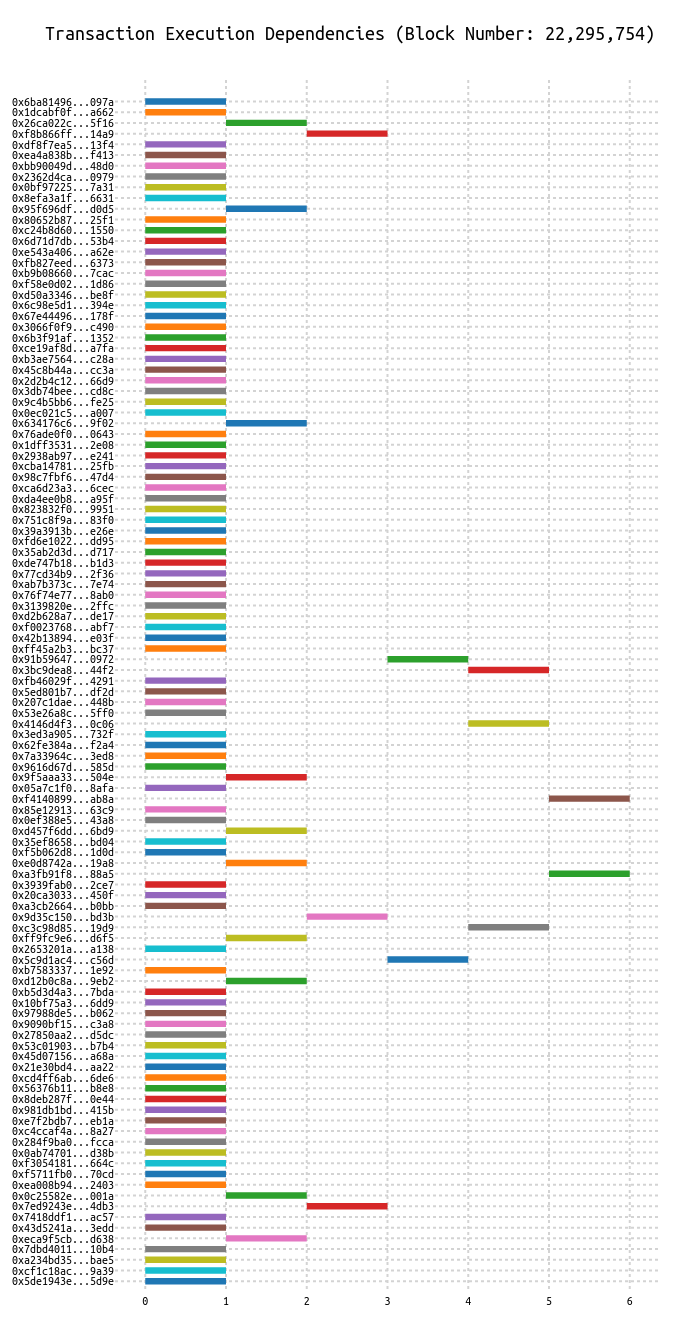 Transaction Execution Dependencies (Block Number: 22,295,754)
0x6ba81496...097a
0x1dcabf0f...a662
0x26ca022c...5f16
0xf8b866ff...14a9
0xdf8f7ea5...13f4
0xea4a838b...f413
0xbb90049d...48d0
0x2362d4ca...0979
0x0bf97225...7a31
0x8efa3a1f...6631
0x95f696df...d0d5
0x80652b87...25f1
0xc24b8d60...1550
0x6d71d7db...53b4
0xe543a406...a62e
0xfb827eed...6373
0xb9b08660...7cac
0xf58e0d02...1d86
0xd50a3346...be8f
0x6c98e5d1...394e
0x67e44496...178f
0x3066f0f9...c490
0x6b3f91af...1352
0xce19af8d...a7fa
0xb3ae7564...c28a
0x45c8b44a...cc3a
0x2d2b4c12...66d9
0x3db74bee...cd8c
0x9c4b5bb6...fe25
0x0ec021c5...a007
0x634176c6...9f02
0x76ade0f0...0643
0x1dff3531...2e08
0x2938ab97...e241
0xcba14781...25fb
0x98c7fbf6...47d4
0xca6d23a3...6cec
0xda4ee0b8...a95f
0x823832f0...9951
0x751c8f9a...83f0
0x39a3913b...e26e
0xfd6e1022...dd95
0x35ab2d3d...d717
0xde747b18...b1d3
0x77cd34b9...2f36
0xab7b373c...7e74
0x76f74e77...8ab0
0x3139820e...2ffc
0xd2b628a7...de17
0xf0023768...abf7
0x42b13894...e03f
0xff45a2b3...bc37
0x91b59647...0972
0x3bc9dea8...44f2
0xfb46029f...4291
0x5ed801b7...df2d
0x207c1dae...448b
0x53e26a8c...5ff0
0x4146d4f3...0c06
0x3ed3a905...732f
0x62fe384a...f2a4
0x7a33964c...3ed8
0x9616d67d...585d
0x9f5aaa33...504e
0x05a7c1f0...8afa
0xf4140899...ab8a
0x85e12913...63c9
0x0ef388e5...43a8
0xd457f6dd...6bd9
0x35ef8658...bd04
0xf5b062d8...1d0d
0xe0d8742a...19a8
0xa3fb91f8...88a5
0x3939fab0...2ce7
0x20ca3033...450f
0xa3cb2664...b0bb
0x9d35c150...bd3b
0xc3c98d85...19d9
0xff9fc9e6...d6f5
0x2653201a...a138
0x5c9d1ac4...c56d
0xb7583337...1e92
0xd12b0c8a...9eb2
0xb5d3d4a3...7bda
0x10bf75a3...6dd9
0x97988de5...b062
0x9090bf15...c3a8
0x27850aa2...d5dc
0x53c01903...b7b4
0x45d07156...a68a
0x21e30bd4...aa22
0xcd4ff6ab...6de6
0x56376b11...b8e8
0x8deb287f...0e44
0x981db1bd...415b
0xe7f2bdb7...eb1a
0xc4ccaf4a...8a27
0x284f9ba0...fcca
0x0ab74701...d38b
0xf3054181...664c
0xf5711fb0...70cd
0xea008b94...2403
0x0c25582e...001a
0x7ed9243e...4db3
0x7418ddf1...ac57
0x43d5241a...3edd
0xeca9f5cb...d638
0x7dbd4011...10b4
0xa234bd35...bae5
0xcf1c18ac...9a39
0x5de1943e...5d9e
0 1 2 3 4 5 6